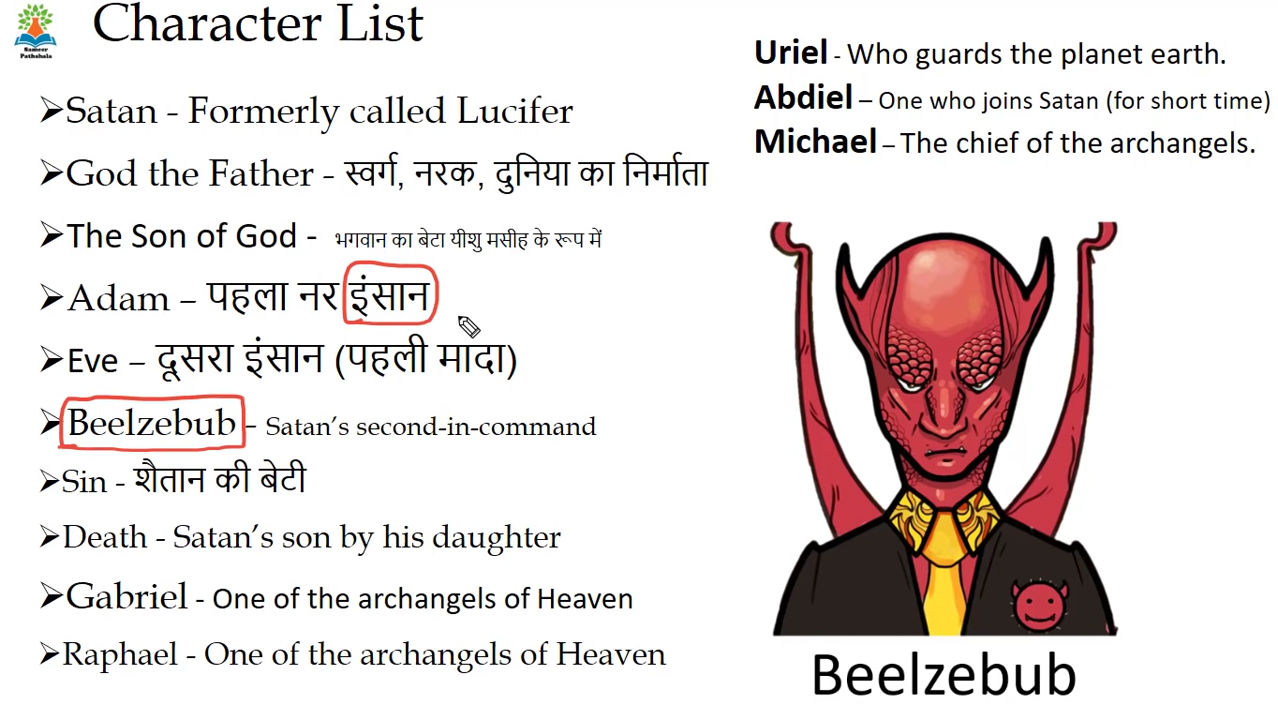 Sameer
Pathshala
Character List
➢Satan - Formerly called Lucifer
➢God the Father - स्वर्ग, नरक, दुनिया का निर्माता
➢The Son of God - भगवान का बेटा यीशु मसीह के रूप में
➢Adam – पहला नर इंसान
➢Eve – दूसरा इंसान (पहली मादा)
➢Beelzebub - Satan’s second-in-command
➢Sin - शैतान की बेटी
➢Death - Satan’s son by his daughter
➢Gabriel - One of the archangels of Heaven
➢Raphael - One of the archangels of Heaven
Uriel - Who guards the planet earth.
Abdiel – One who joins Satan (for short time)
Michael – The chief of the archangels.
Beelzebub